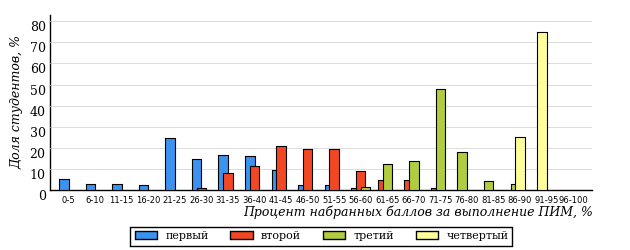 Доля студентов, %
80
70
60
50
40
30
20
10
0
0-5 6-10 11-15 16-20 21-25 26-30 31-35 36-40 41-45 46-50 51-55 56-60 61-65 66-70 71-75 76-80 81-85 86-90 91-95 96-100
Процент набранных баллов за выполнение ПИМ, %
первый второй третий четвертый